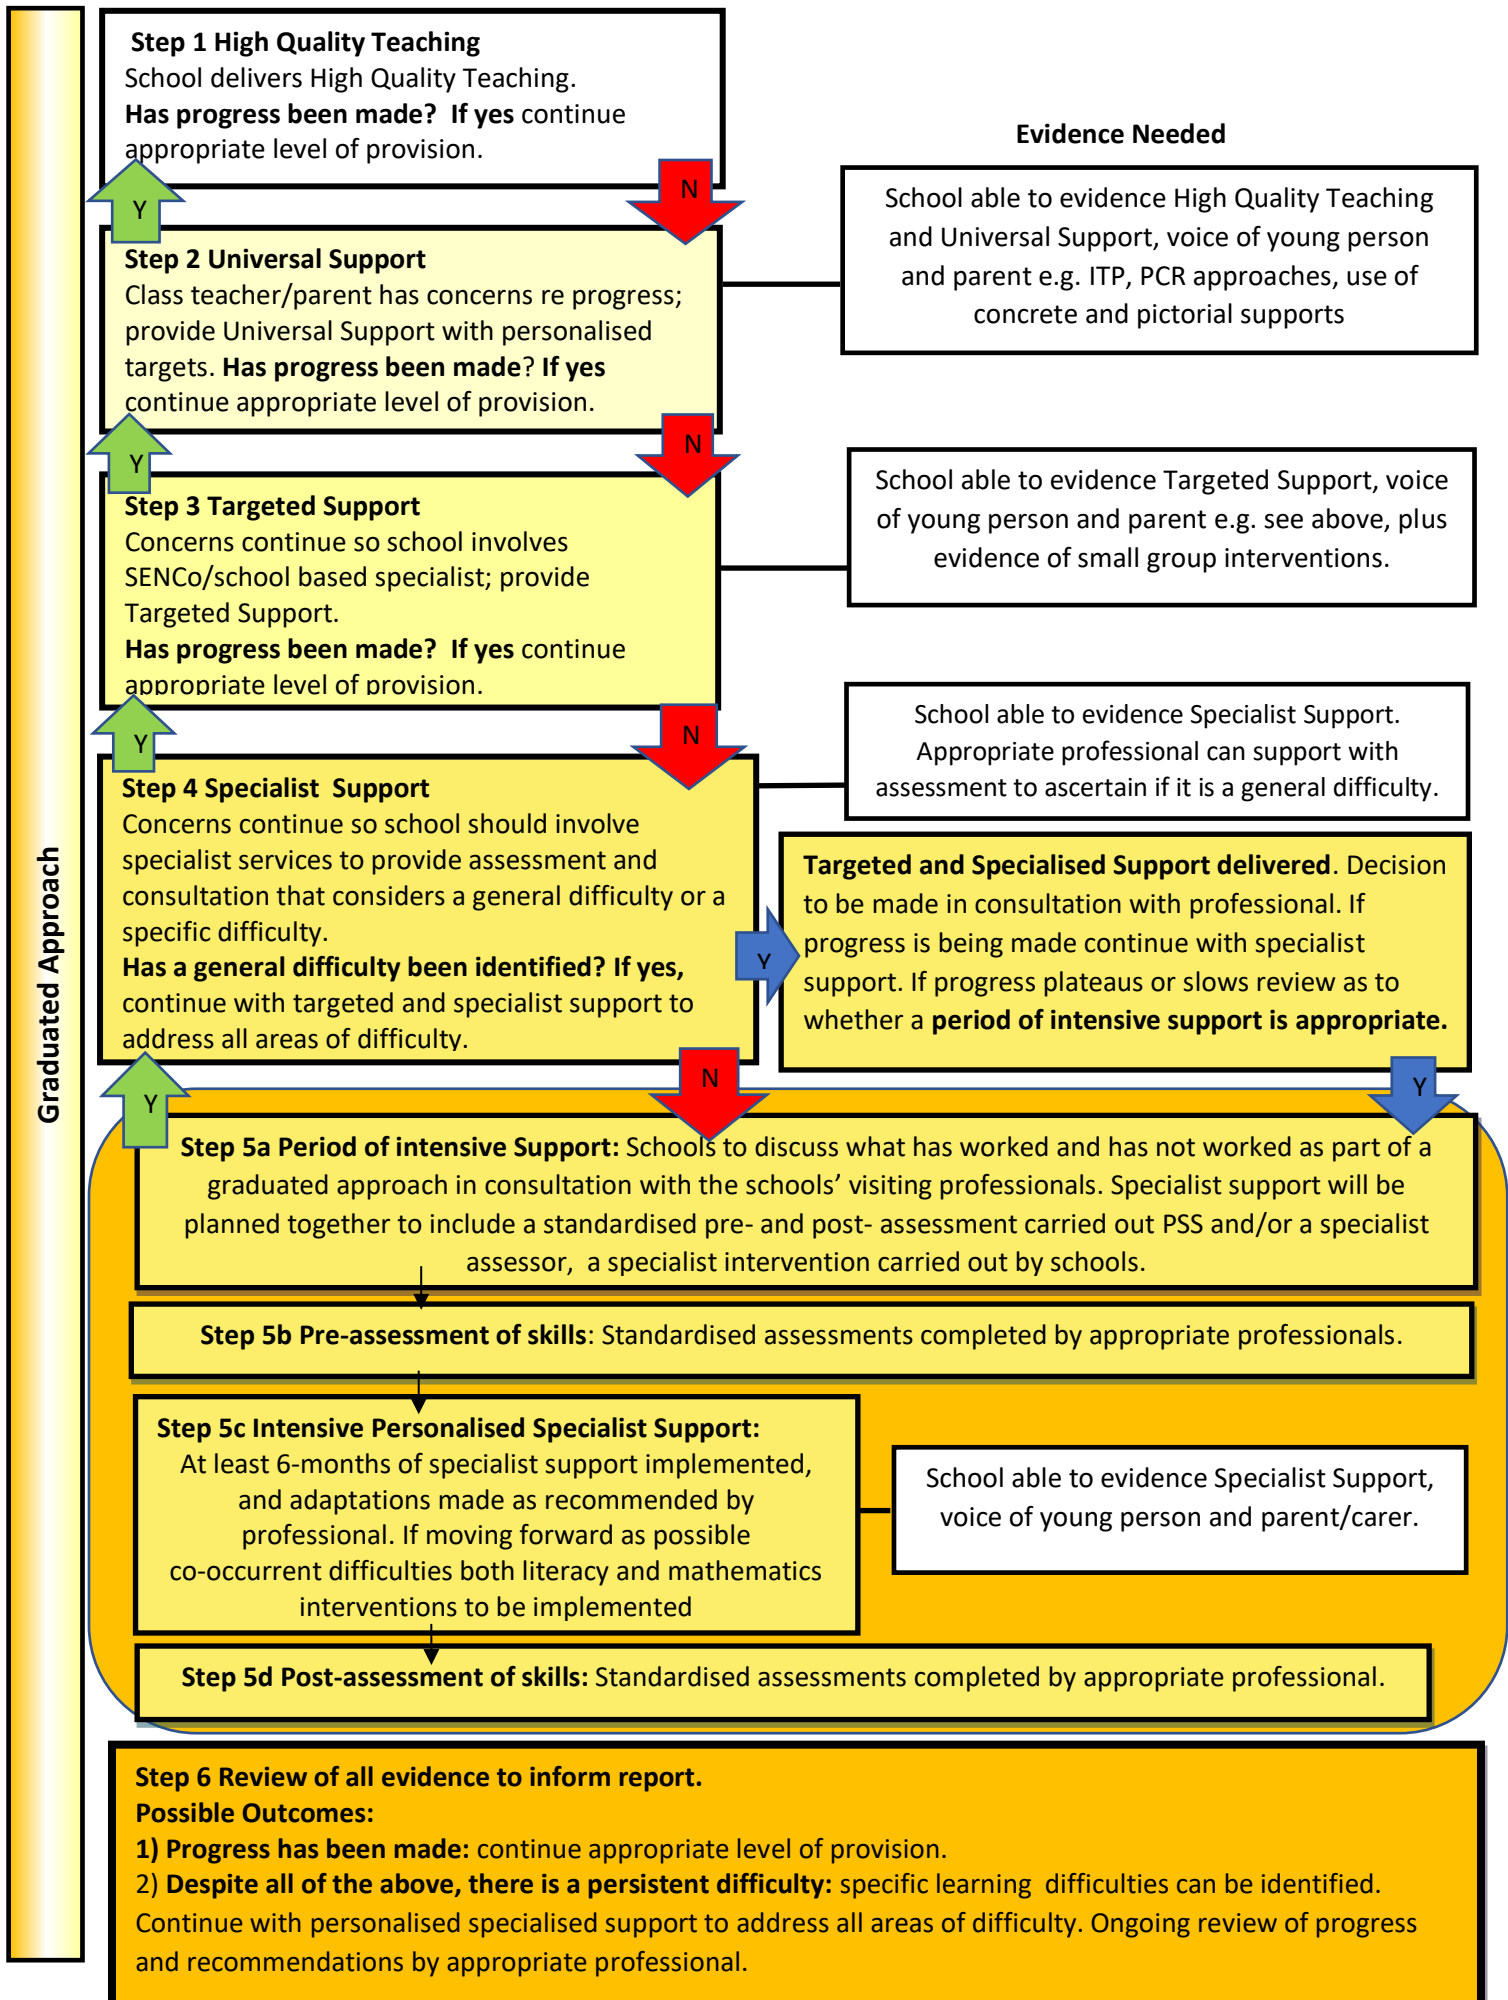 Graduated Approach
Step 1 High Quality Teaching
School delivers High Quality Teaching.
Has progress been made?  If yes continue
appropriate level of provision.
Y
N
Evidence Needed
School able to evidence High Quality Teaching
and Universal Support, voice of young person
and parent e.g. ITP, PCR approaches, use of
concrete and pictorial supports
Step 2 Universal Support
Class teacher/parent has concerns re progress;
provide Universal Support with personalised
targets. Has progress been made? If yes
continue appropriate level of provision.
Y
N
School able to evidence Targeted Support, voice
of young person and parent e.g. see above, plus
evidence of small group interventions.
Step 3 Targeted Support
Concerns continue so school involves
SENCo/school based specialist; provide
Targeted Support.
Has progress been made?  If yes continue
appropriate level of provision.
Y
N
School able to evidence Specialist Support.
Appropriate professional can support with
assessment to ascertain if it is a general difficulty.
Step 4 Specialist  Support
Concerns continue so school should involve
specialist services to provide assessment and
consultation that considers a general difficulty or a
specific difficulty.
Has a general difficulty been identified? If yes,
continue with targeted and specialist support to
address all areas of difficulty.
Y
Targeted and Specialised Support delivered. Decision
to be made in consultation with professional. If
progress is being made continue with specialist
support. If progress plateaus or slows review as to
whether a period of intensive support is appropriate.
Y
N
Y
Step 5a Period of intensive Support: Schools to discuss what has worked and has not worked as part of a
graduated approach in consultation with the schools’ visiting professionals. Specialist support will be
planned together to include a standardised pre- and post- assessment carried out PSS and/or a specialist
assessor,  a specialist intervention carried out by schools.
Step 5b Pre-assessment of skills: Standardised assessments completed by appropriate professionals.
Step 5c Intensive Personalised Specialist Support:
At least 6-months of specialist support implemented,
and adaptations made as recommended by
professional. If moving forward as possible
co-occurrent difficulties both literacy and mathematics
interventions to be implemented
School able to evidence Specialist Support,
voice of young person and parent/carer.
Step 5d Post-assessment of skills: Standardised assessments completed by appropriate professional.
Step 6 Review of all evidence to inform report.
Possible Outcomes:
1) Progress has been made: continue appropriate level of provision.
2) Despite all of the above, there is a persistent difficulty: specific learning  difficulties can be identified.
Continue with personalised specialised support to address all areas of difficulty. Ongoing review of progress
and recommendations by appropriate professional.